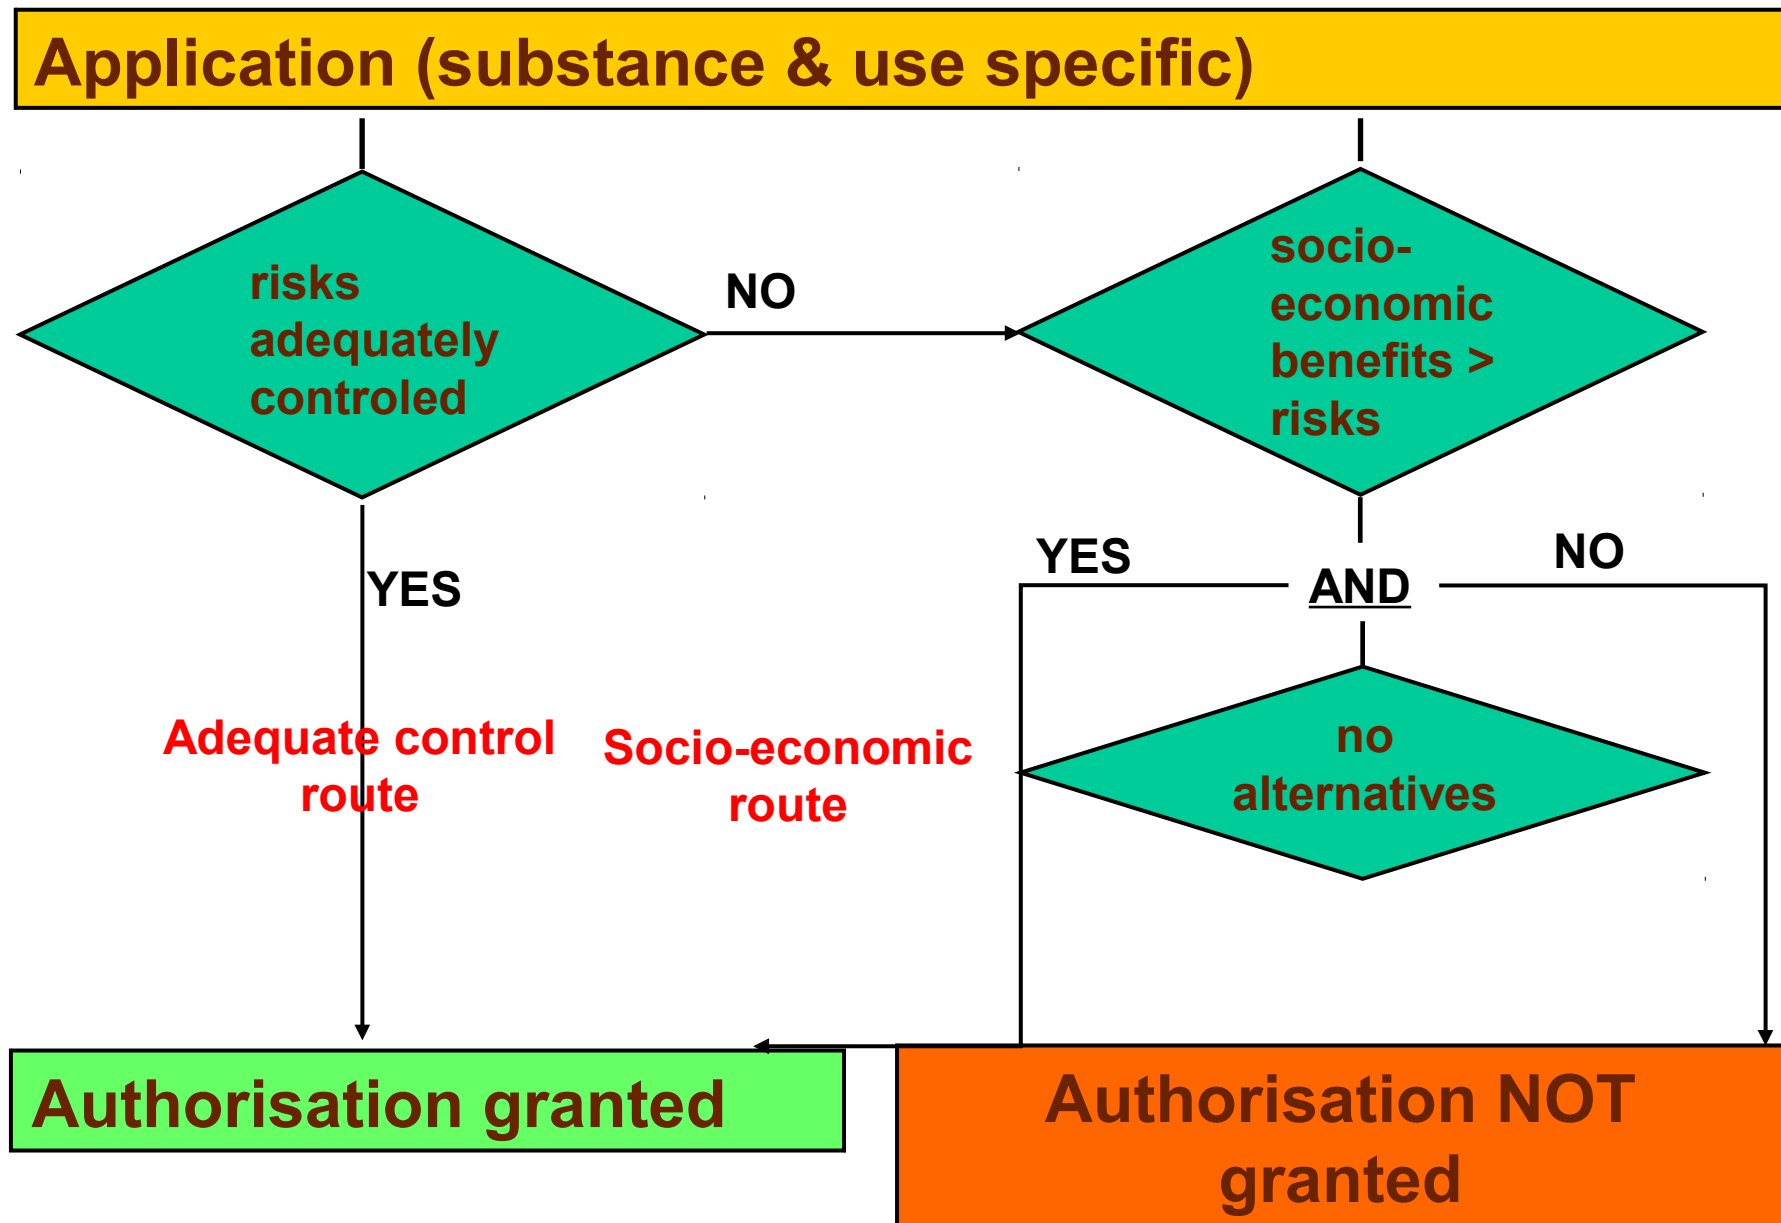 Application (substance & use specific)
risks
adequately
controled
NO
socio-
economic
benefits >
risks
YES
YES
AND
NO
Adequate control
route
Socio-economic
route
no
alternatives
Authorisation granted
Authorisation NOT
granted